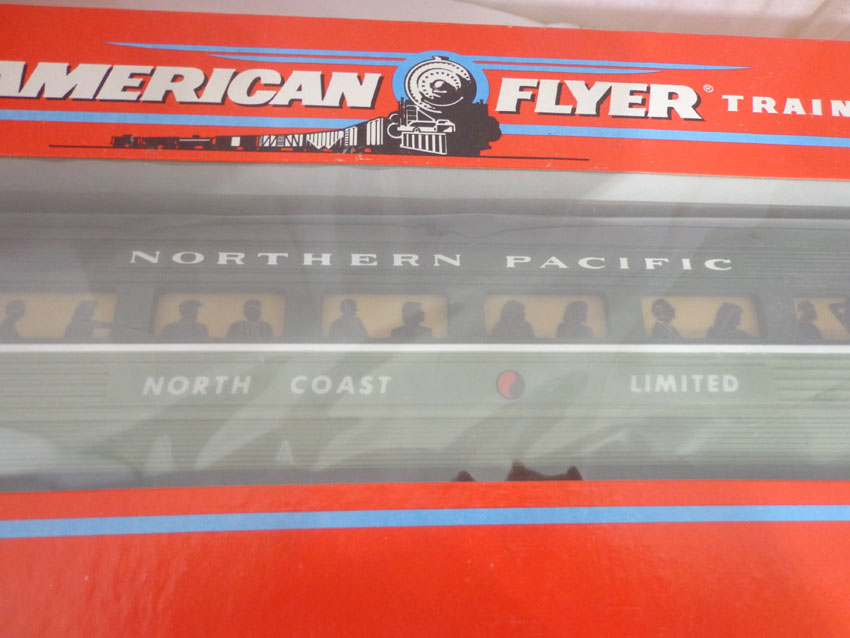 AMERICAN FLYER® TRAIN
NORTHERN PACIFIC
NORTH COAST LIMITED